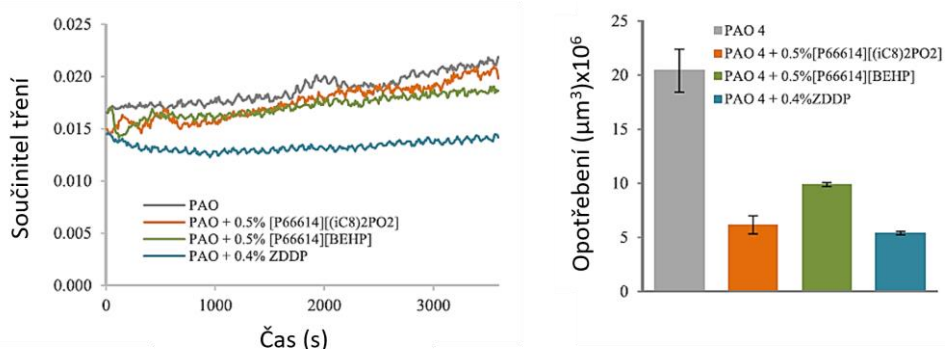 0.025
0.020
0.015
0.010
0.005
0.000
Součinitel tření
PAO
PAO + 0.5% [P66614][(iC8)2PO2]
PAO + 0.5% [P66614][BEHP]
PAO + 0.4% ZDDP
0
1000
2000
3000
Čas (s)
25
20
15
10
5
0
Opotřebení (µm³)x10⁶
PAO 4
PAO 4 + 0.5%[P66614][(iC8)2PO2]
PAO 4 + 0.5%[P66614][BEHP]
PAO 4 + 0.4%ZDDP